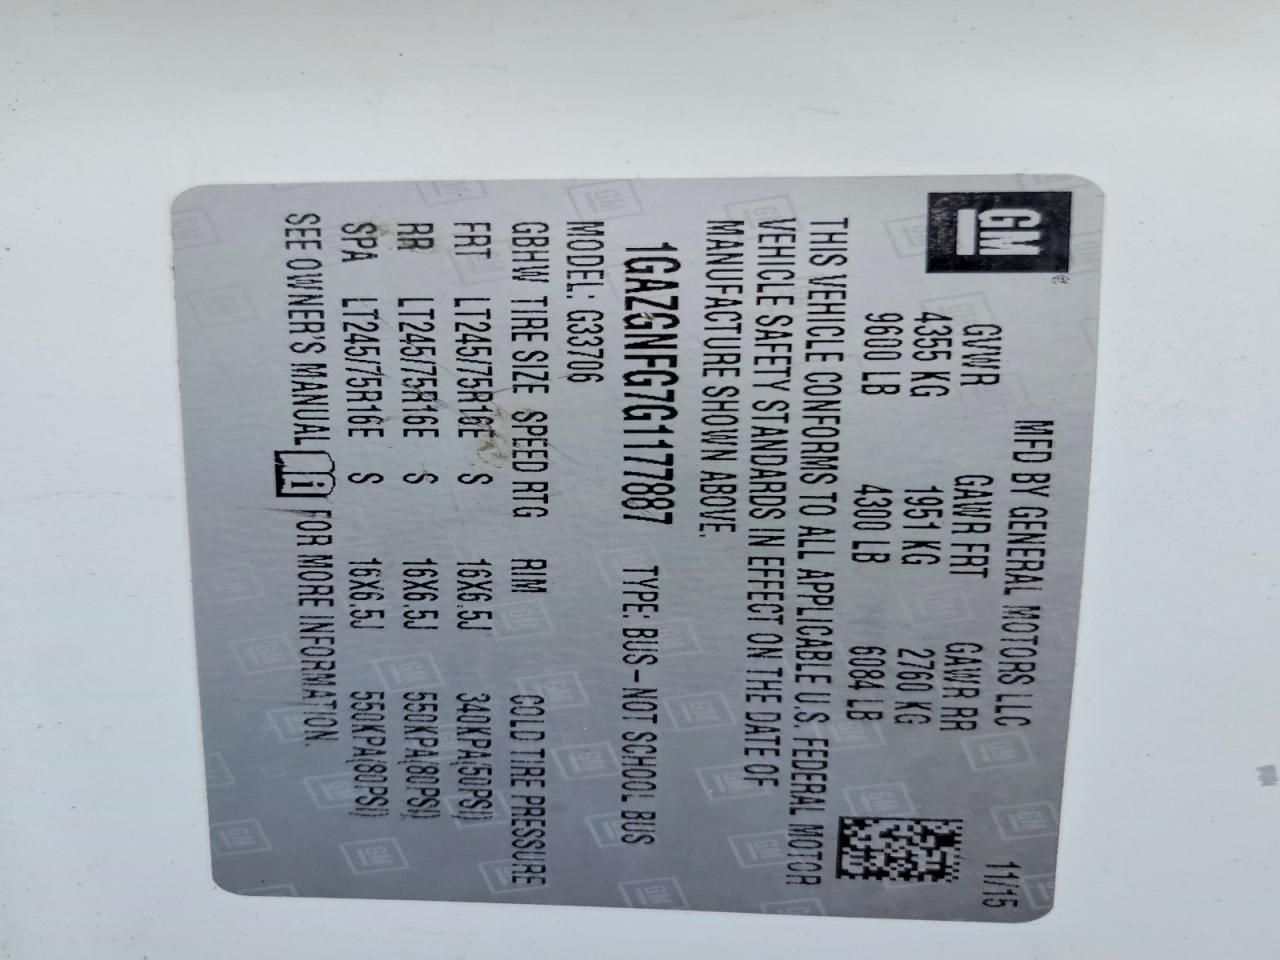 GM
MFD BY GENERAL MOTORS LLC 11/15
GVWR GAWR FRT GAWR RR
4355 KG 1951 KG 2760 KG
9600 LB 4300 LB 6084 LB
THIS VEHICLE CONFORMS TO ALL APPLICABLE U.S. FEDERAL MOTOR
VEHICLE SAFETY STANDARDS IN EFFECT ON THE DATE OF
MANUFACTURE SHOWN ABOVE.
1GAZGNFG7G1177887 TYPE: BUS-NOT SCHOOL BUS
MODEL: G33706
GBHW TIRE SIZE SPEED RTG RIM COLD TIRE PRESSURE
FRT LT245/75R16E S 16X6.5J 340KPA(50PSI)
RR LT245/75R16E S 16X6.5J 550KPA(80PSI)
SPA LT245/75R16E S 16X6.5J 550KPA(80PSI)
SEE OWNER'S MANUAL i FOR MORE INFORMATION.